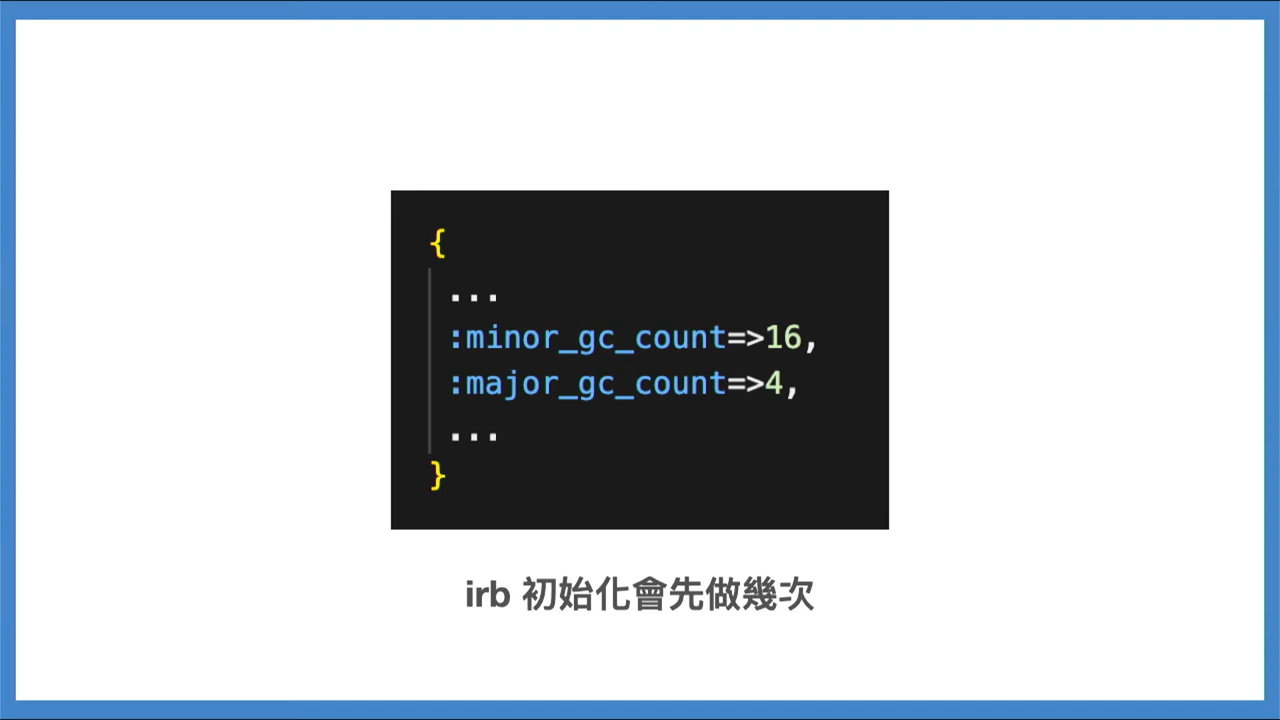 {
...
:minor_gc_count=>16,
:major_gc_count=>4,
...
}
irb 初始化會先做幾次